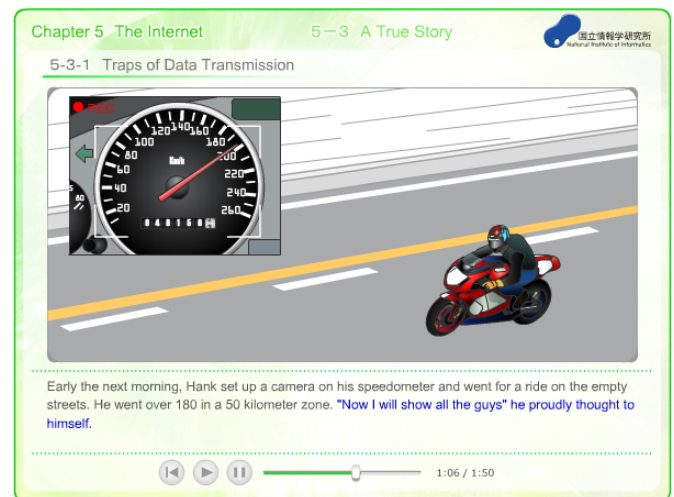 Chapter 5 The Internet
5－3 A True Story
国立情報学研究所
National Institute of Informatics
5-3-1 Traps of Data Transmission
REC
120 140 160
100 180
80 200
Km/h
60 220
40 240
20 260
80
Early the next morning, Hank set up a camera on his speedometer and went for a ride on the empty
streets. He went over 180 in a 50 kilometer zone. "Now I will show all the guys" he proudly thought to
himself.
1:06 / 1:50